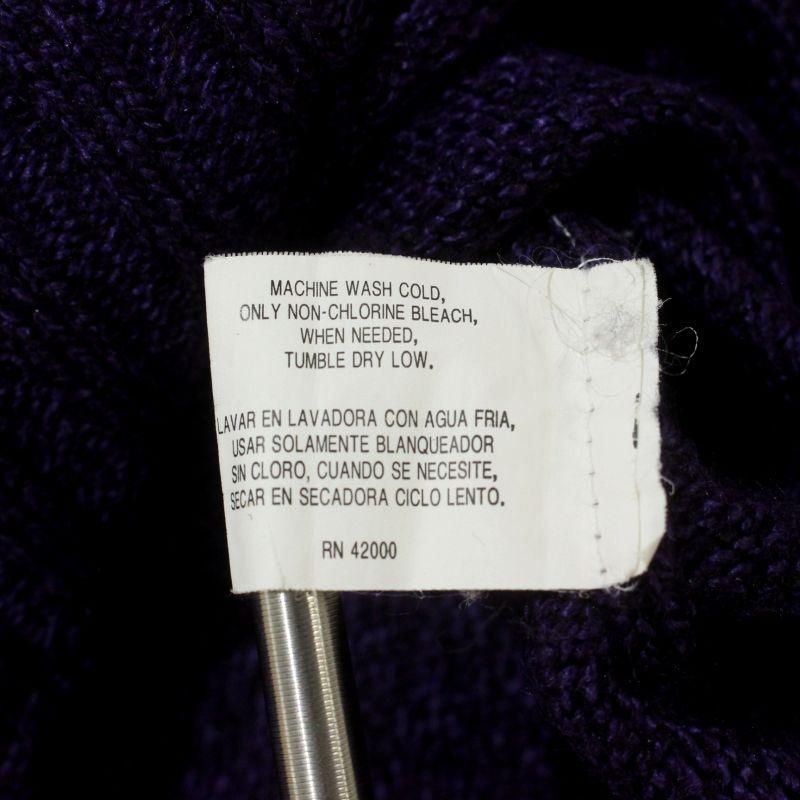 MACHINE WASH COLD,
ONLY NON-CHLORINE BLEACH,
WHEN NEEDED,
TUMBLE DRY LOW.
LAVAR EN LAVADORA CON AGUA FRIA,
USAR SOLAMENTE BLANQUEADOR
SIN CLORO, CUANDO SE NECESITE,
SECAR EN SECADORA CICLO LENTO.
RN 42000